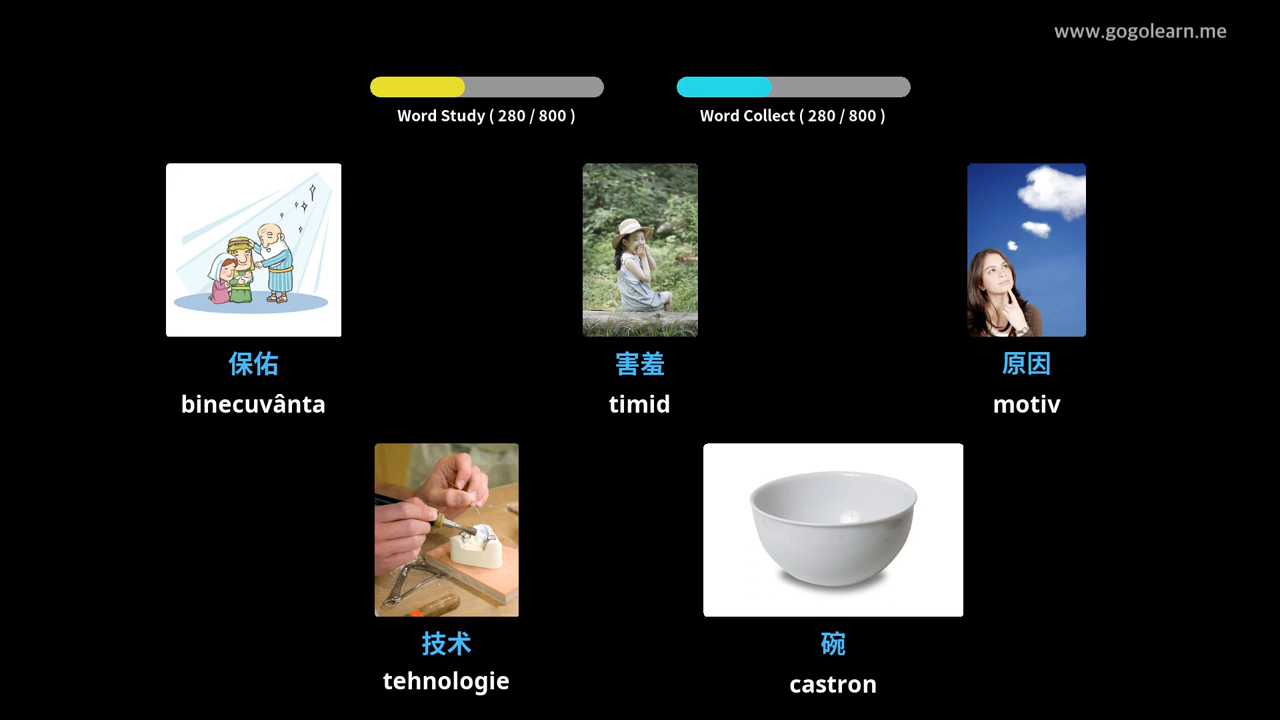 www.gogolearn.me
Word Study ( 280 / 800 )
Word Collect ( 280 / 800 )
保佑
害羞
原因
binecuvânta
timid
motiv
技术
碗
tehnologie
castron